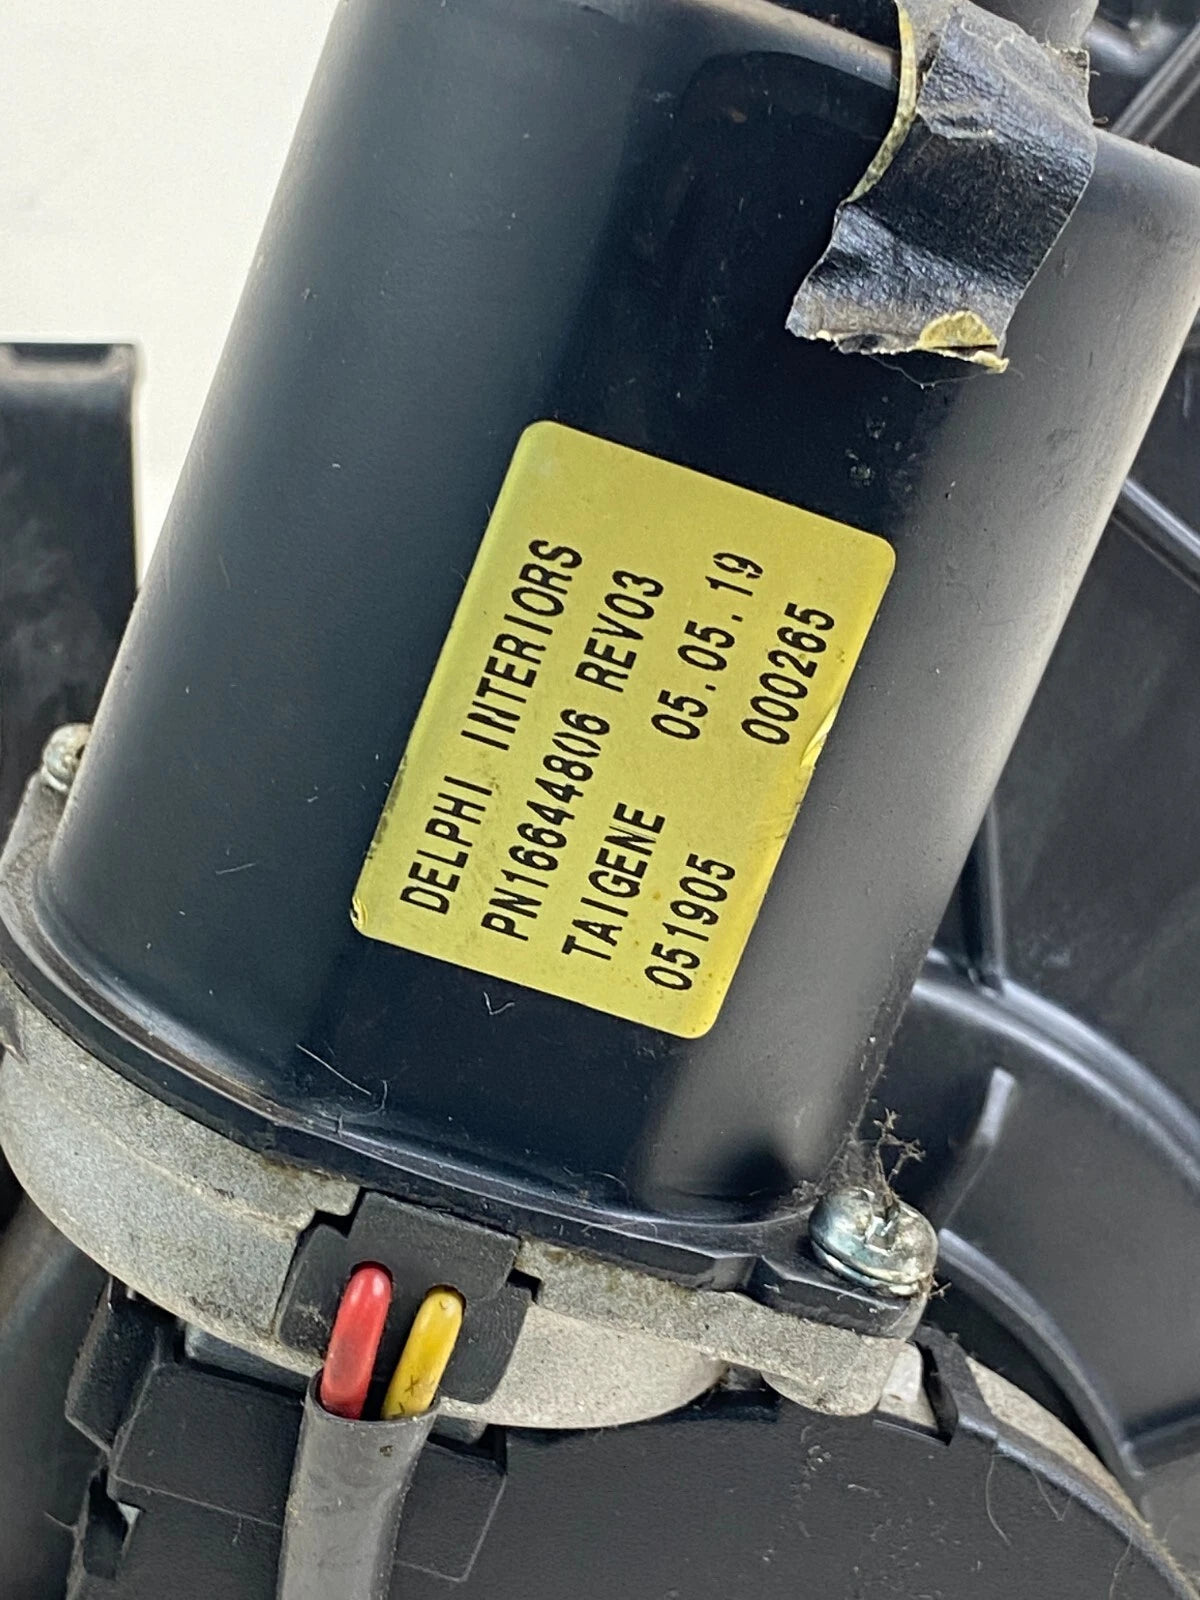 DELPHI INTERIORS
PN16644806 REV03
TAIGENE 05.05.19
051905 000265